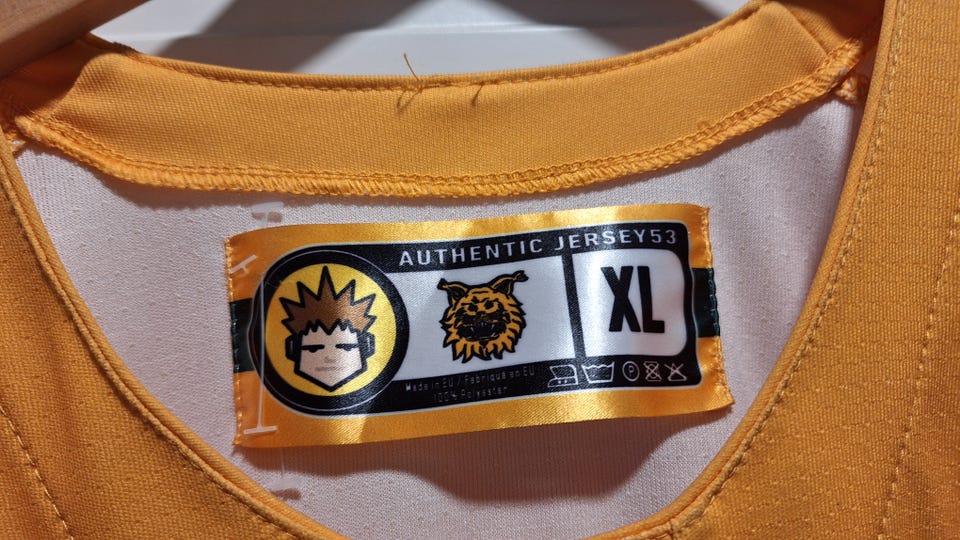 AUTHENTIC JERSEY53
XL
Made in EU / Fabriqué en EU
100% Polyester
P